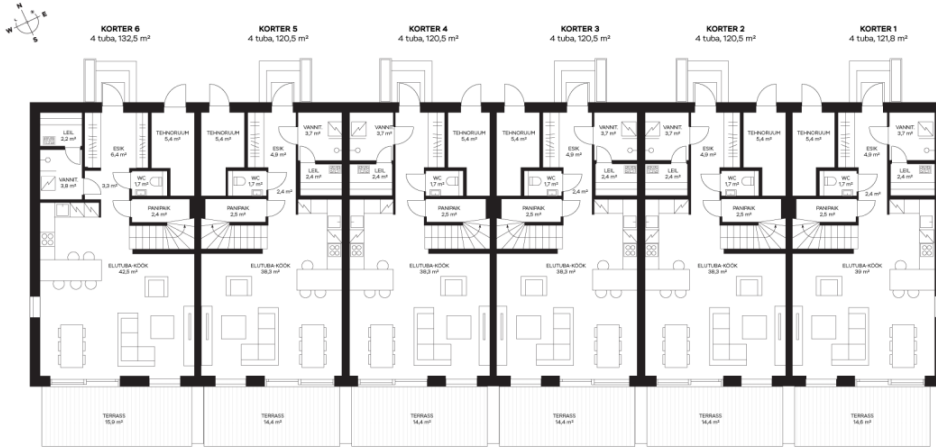 N
E
W
S
KORTER 6
4 tuba, 132,5 m²
KORTER 5
4 tuba, 120,5 m²
KORTER 4
4 tuba, 120,5 m²
KORTER 3
4 tuba, 120,5 m²
KORTER 2
4 tuba, 120,5 m²
KORTER 1
4 tuba, 121,8 m²
LEIL
3,2 m²
ESIK
6,4 m²
TEHNORUUM
5,4 m²
VANNIT.
3,8 m²
3,3 m²
WC
1,7 m²
PANIPAIK
2,4 m²
ELUTUBA-KÖÖK
42,5 m²
TERRASS
15,9 m²
TEHNORUUM
5,4 m²
ESIK
4,9 m²
VANNIT.
3,7 m²
LEIL
2,4 m²
WC
1,7 m²
2,4 m²
PANIPAIK
2,5 m²
ELUTUBA-KÖÖK
38,3 m²
TERRASS
14,4 m²
VANNIT.
3,7 m²
ESIK
4,9 m²
TEHNORUUM
5,4 m²
LEIL
2,4 m²
2,4 m²
WC
1,7 m²
PANIPAIK
2,5 m²
ELUTUBA-KÖÖK
38,3 m²
TERRASS
14,4 m²
TEHNORUUM
5,4 m²
ESIK
4,9 m²
VANNIT.
3,7 m²
LEIL
2,4 m²
WC
1,7 m²
2,4 m²
PANIPAIK
2,5 m²
ELUTUBA-KÖÖK
38,3 m²
TERRASS
14,4 m²
VANNIT.
3,7 m²
ESIK
4,9 m²
TEHNORUUM
5,4 m²
LEIL
2,4 m²
2,4 m²
WC
1,7 m²
PANIPAIK
2,5 m²
ELUTUBA-KÖÖK
38,3 m²
TERRASS
14,4 m²
TEHNORUUM
5,4 m²
ESIK
4,9 m²
VANNIT.
3,7 m²
LEIL
2,4 m²
WC
1,7 m²
2,4 m²
PANIPAIK
2,5 m²
ELUTUBA-KÖÖK
39 m²
TERRASS
14,6 m²